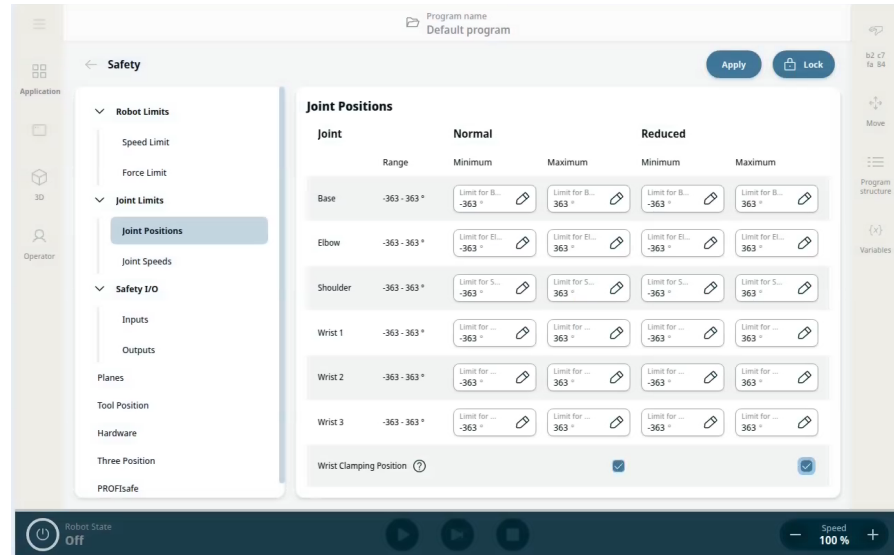 Program name
Default program
Safety
Apply
Lock
b2 c7
fa 84
Application
3D
Operator
Move
Program
structure
Variables
Robot Limits
Speed Limit
Force Limit
Joint Limits
Joint Positions
Joint Speeds
Safety I/O
Inputs
Outputs
Planes
Tool Position
Hardware
Three Position
PROFIsafe
Joint Positions
Joint Normal Reduced
Range Minimum Maximum Minimum Maximum
Limit for B... Limit for B... Limit for B... Limit for B...
Base -363 - 363 ° -363 ° 363 ° -363 ° 363 °
Limit for El... Limit for El... Limit for El... Limit for El...
Elbow -363 - 363 ° -363 ° 363 ° -363 ° 363 °
Limit for S... Limit for S... Limit for S... Limit for S...
Shoulder -363 - 363 ° -363 ° 363 ° -363 ° 363 °
Limit for ... Limit for ... Limit for ... Limit for ...
Wrist 1 -363 - 363 ° -363 ° 363 ° -363 ° 363 °
Limit for ... Limit for ... Limit for ... Limit for ...
Wrist 2 -363 - 363 ° -363 ° 363 ° -363 ° 363 °
Limit for ... Limit for ... Limit for ... Limit for ...
Wrist 3 -363 - 363 ° -363 ° 363 ° -363 ° 363 °
Wrist Clamping Position ?
Robot State
Off
Speed
100 %